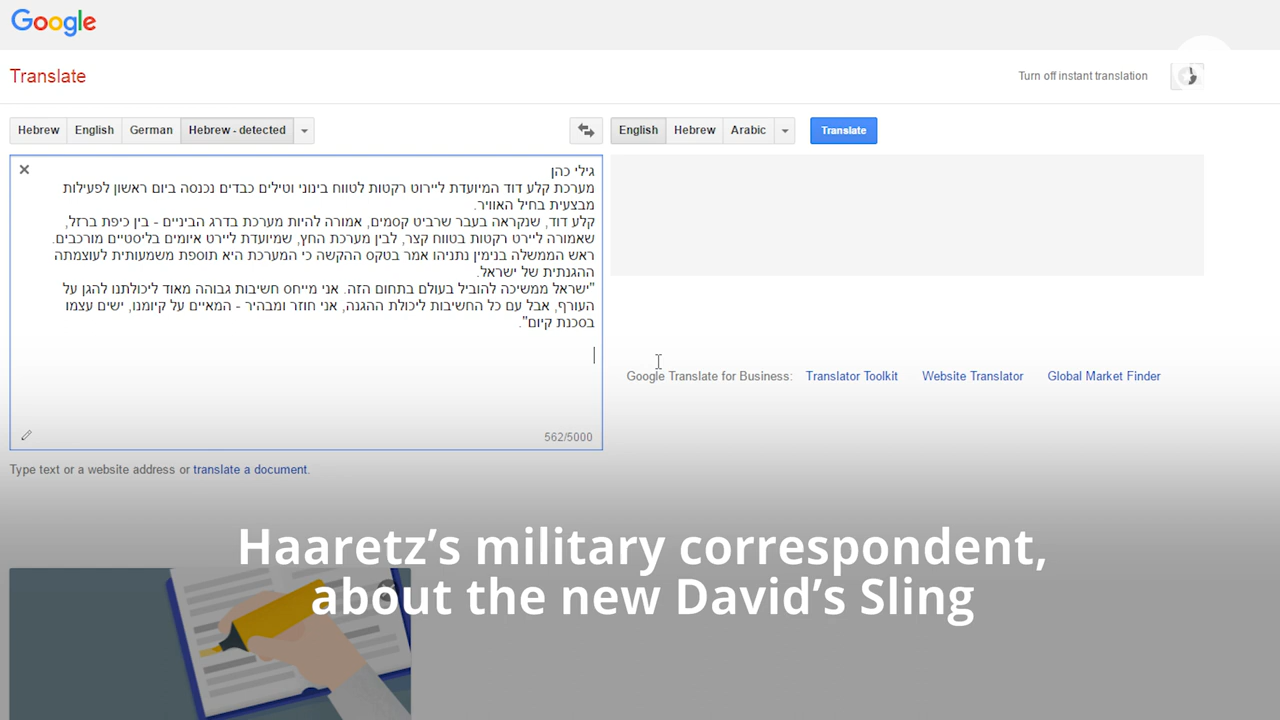 Google
Translate
Turn off instant translation
Hebrew English German Hebrew - detected
English Hebrew Arabic Translate
גילי כהן
מערכת קלע דוד המיועדת ליירוט רקטות לטווח בינוני וטילים כבדים נכנסה ביום ראשון לפעילות
מבצעית בחיל האוויר.
קלע דוד, שנקראה בעבר שרביט קסמים, אמורה להיות מערכת בדרג הביניים - בין כיפת ברזל,
שאמורה ליירט רקטות בטווח קצר, לבין מערכת החץ, שמיועדת ליירט איומים בליסטיים מורכבים.
ראש הממשלה בנימין נתניהו אמר בטקס ההקשה כי המערכת היא תוספת משמעותית לעוצמתה
ההגנתית של ישראל.
"ישראל ממשיכה להוביל בעולם בתחום הזה. אני מייחס חשיבות גבוהה מאוד ליכולתנו להגן על
העורף, אבל עם כל החשיבות ליכולת ההגנה, אני חוזר ומבהיר - המאיים על קיומנו, ישים עצמו
בסכנת קיום".
562/5000
Google Translate for Business: Translator Toolkit Website Translator Global Market Finder
Type text or a website address or translate a document.
Haaretz’s military correspondent,
about the new David’s Sling